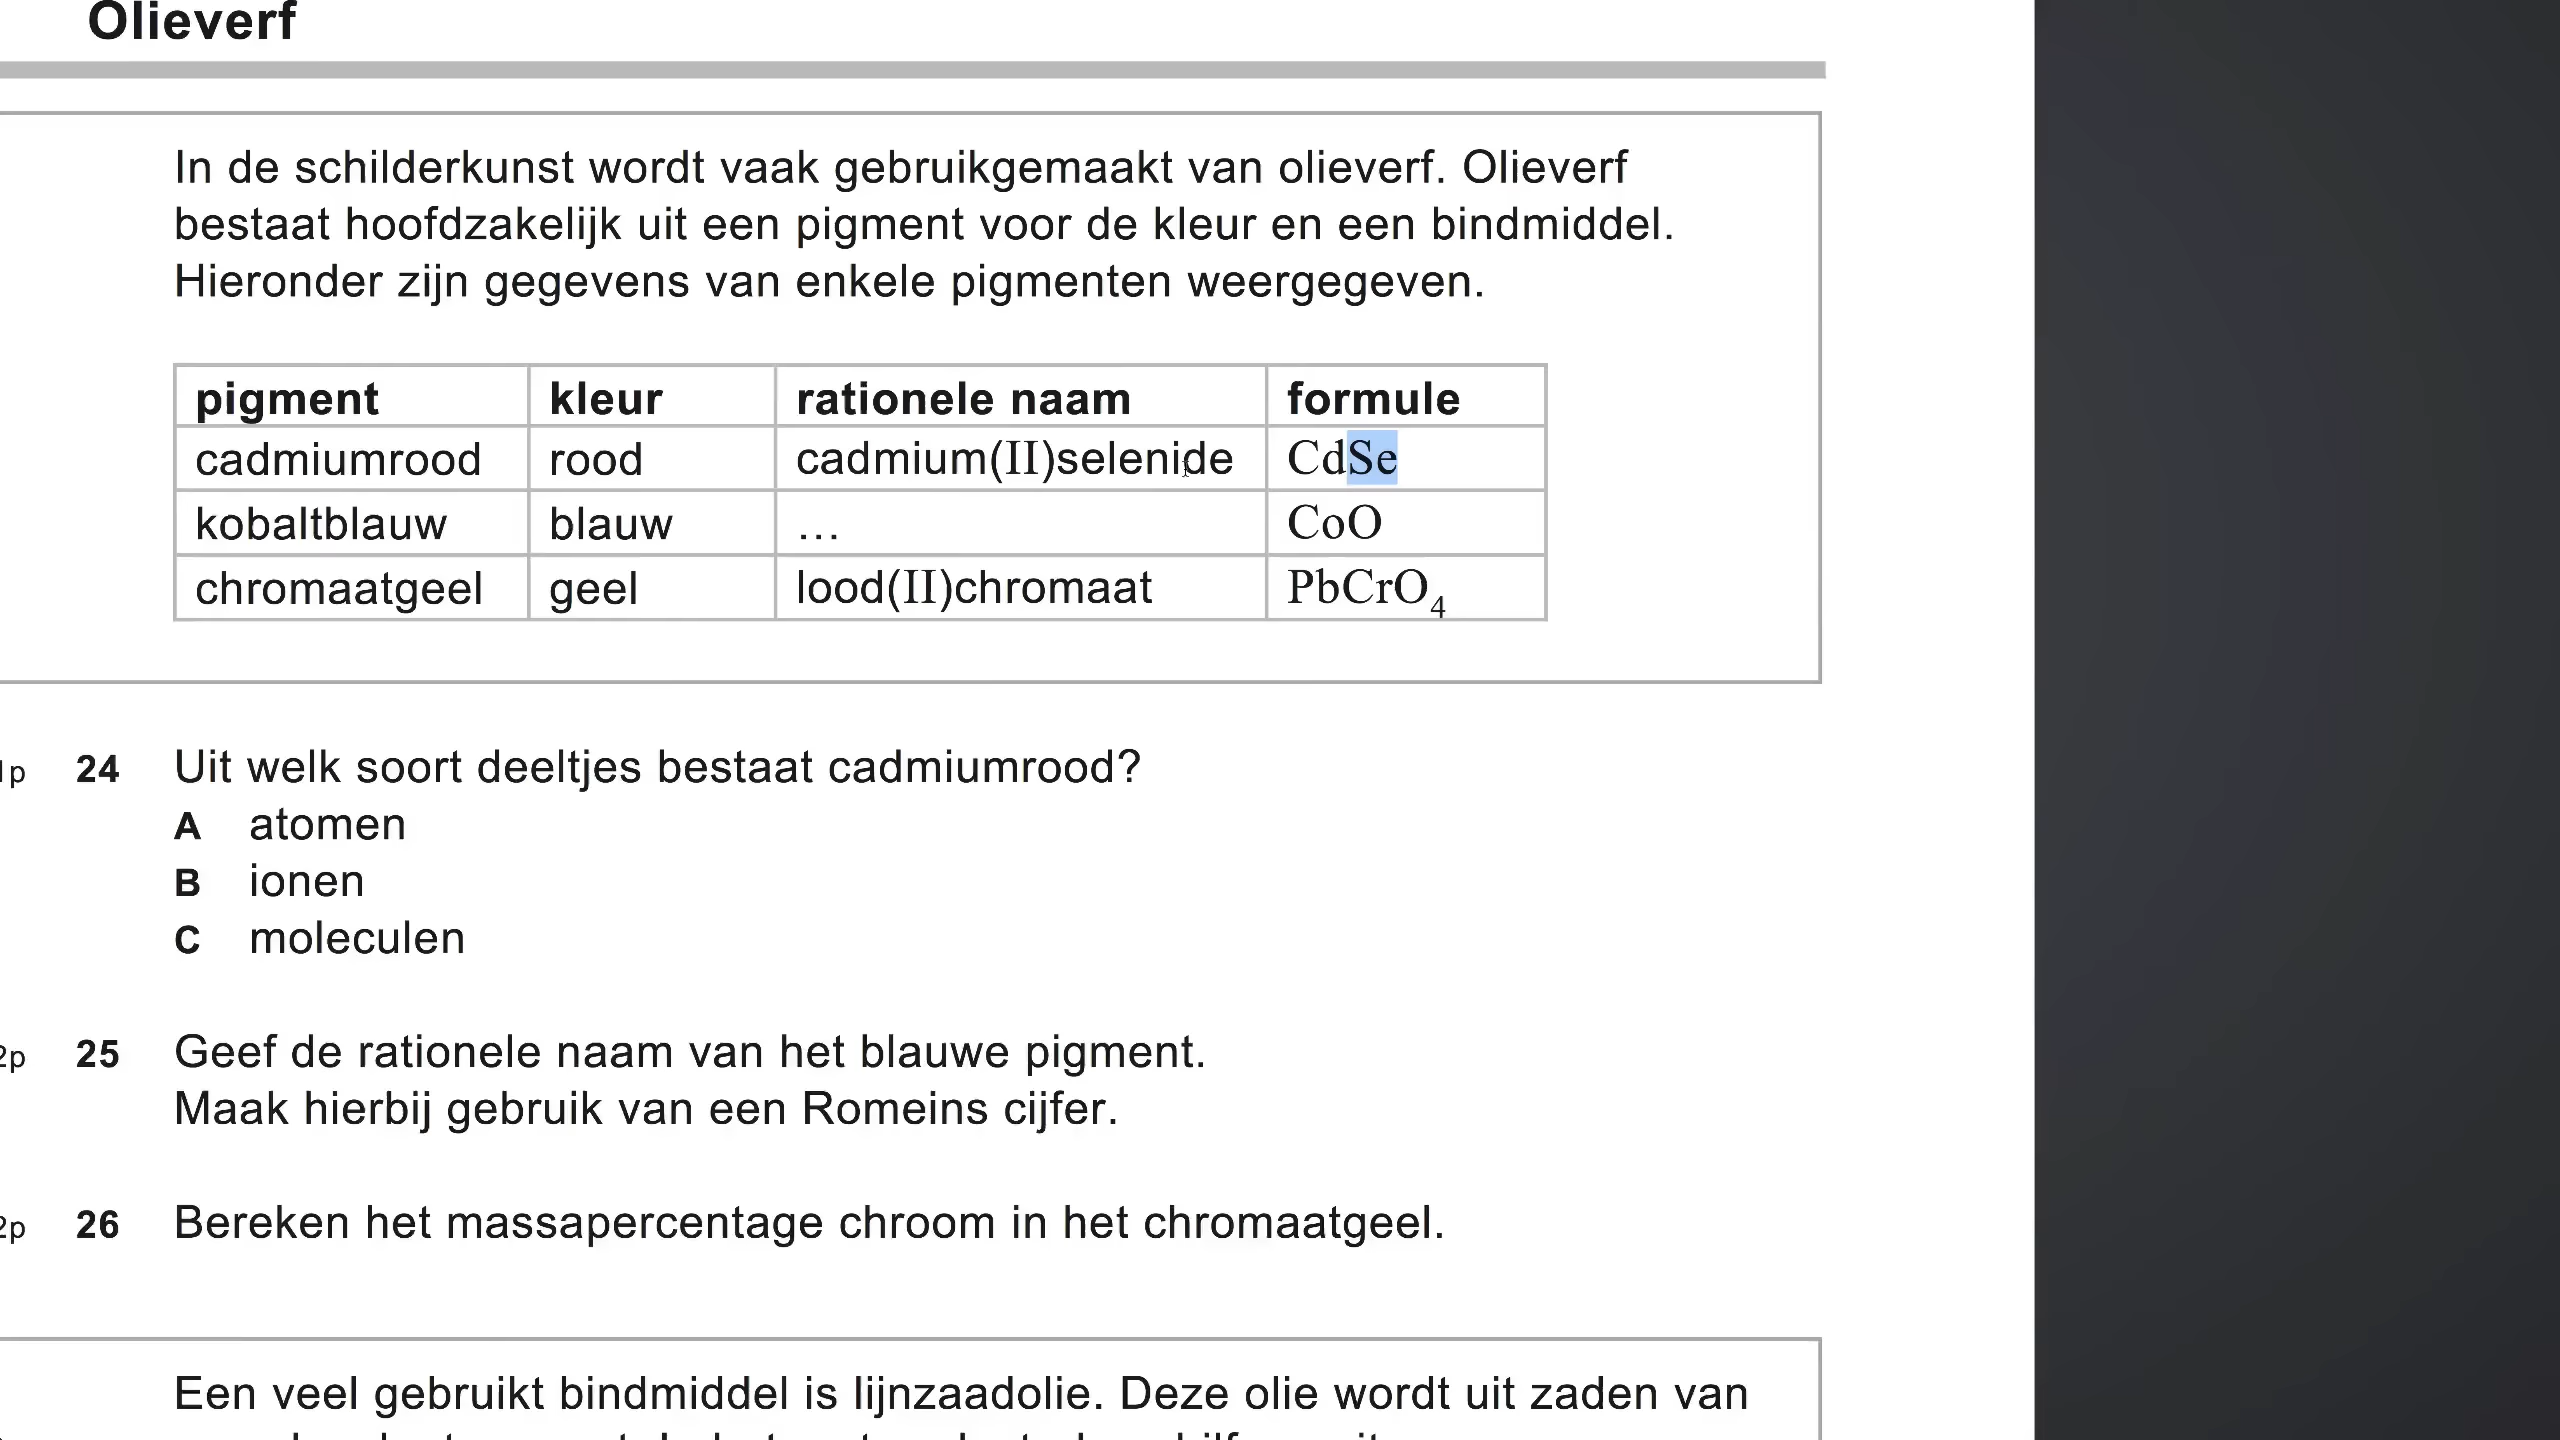 Olieverf
In de schilderkunst wordt vaak gebruikgemaakt van olieverf. Olieverf
bestaat hoofdzakelijk uit een pigment voor de kleur en een bindmiddel.
Hieronder zijn gegevens van enkele pigmenten weergegeven.
pigment kleur rationele naam formule
cadmiumrood rood cadmium(II)selenide CdSe
kobaltblauw blauw ... CoO
chromaatgeel geel lood(II)chromaat PbCrO₄
1p 24 Uit welk soort deeltjes bestaat cadmiumrood?
A atomen
B ionen
C moleculen
2p 25 Geef de rationele naam van het blauwe pigment.
Maak hierbij gebruik van een Romeins cijfer.
2p 26 Bereken het massapercentage chroom in het chromaatgeel.
Een veel gebruikt bindmiddel is lijnzaadolie. Deze olie wordt uit zaden van